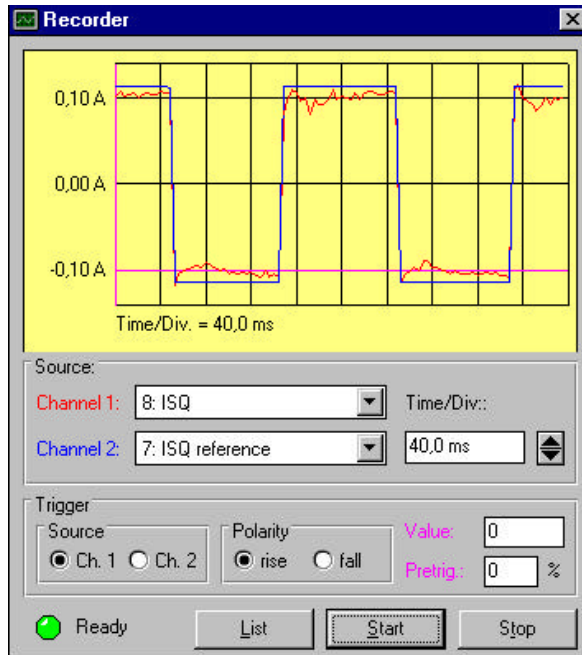 Recorder
0,10 A
0,00 A
-0,10 A
Time/Div. = 40,0 ms
Source:
Channel 1: 8: ISQ Time/Div::
Channel 2: 7: ISQ reference 40,0 ms
Trigger
Source Polarity Value: 0
Ch. 1 Ch. 2 rise fall Pretrig.: 0 %
Ready List Start Stop